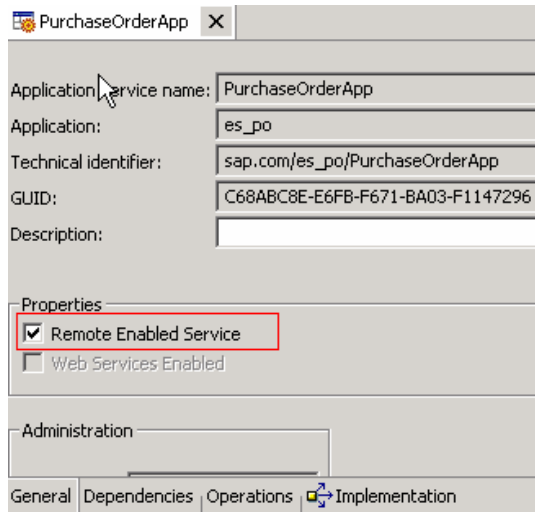 PurchaseOrderApp
Application service name: PurchaseOrderApp
Application: es_po
Technical identifier: sap.com/es_po/PurchaseOrderApp
GUID: C68ABC8E-E6FB-F671-BA03-F1147296
Description:
Properties
Remote Enabled Service
Web Services Enabled
Administration
General Dependencies Operations Implementation